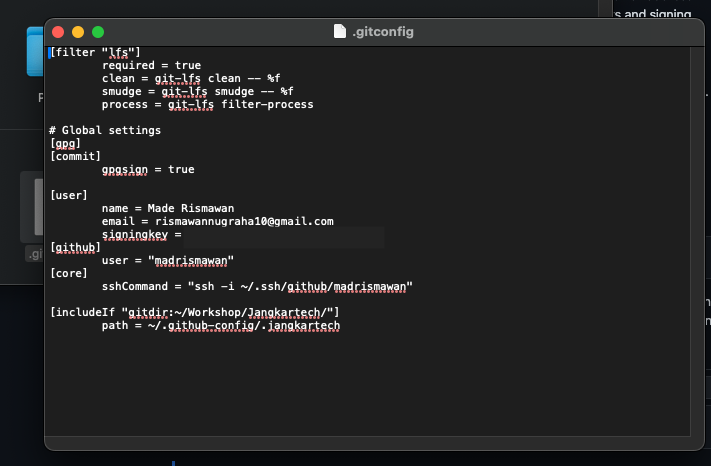 s and signing
.gitconfig
[filter "lfs"]
required = true
clean = git-lfs clean -- %f
smudge = git-lfs smudge -- %f
process = git-lfs filter-process
# Global settings
[gpg]
[commit]
gpgsign = true
[user]
name = Made Rismawan
email = rismawannugraha10@gmail.com
signingkey =
[github]
user = "madrismawan"
[core]
sshCommand = "ssh -i ~/.ssh/github/madrismawan"
[includeIf "gitdir:~/Workshop/Jangkartech/"]
path = ~/.github-config/.jangkartech